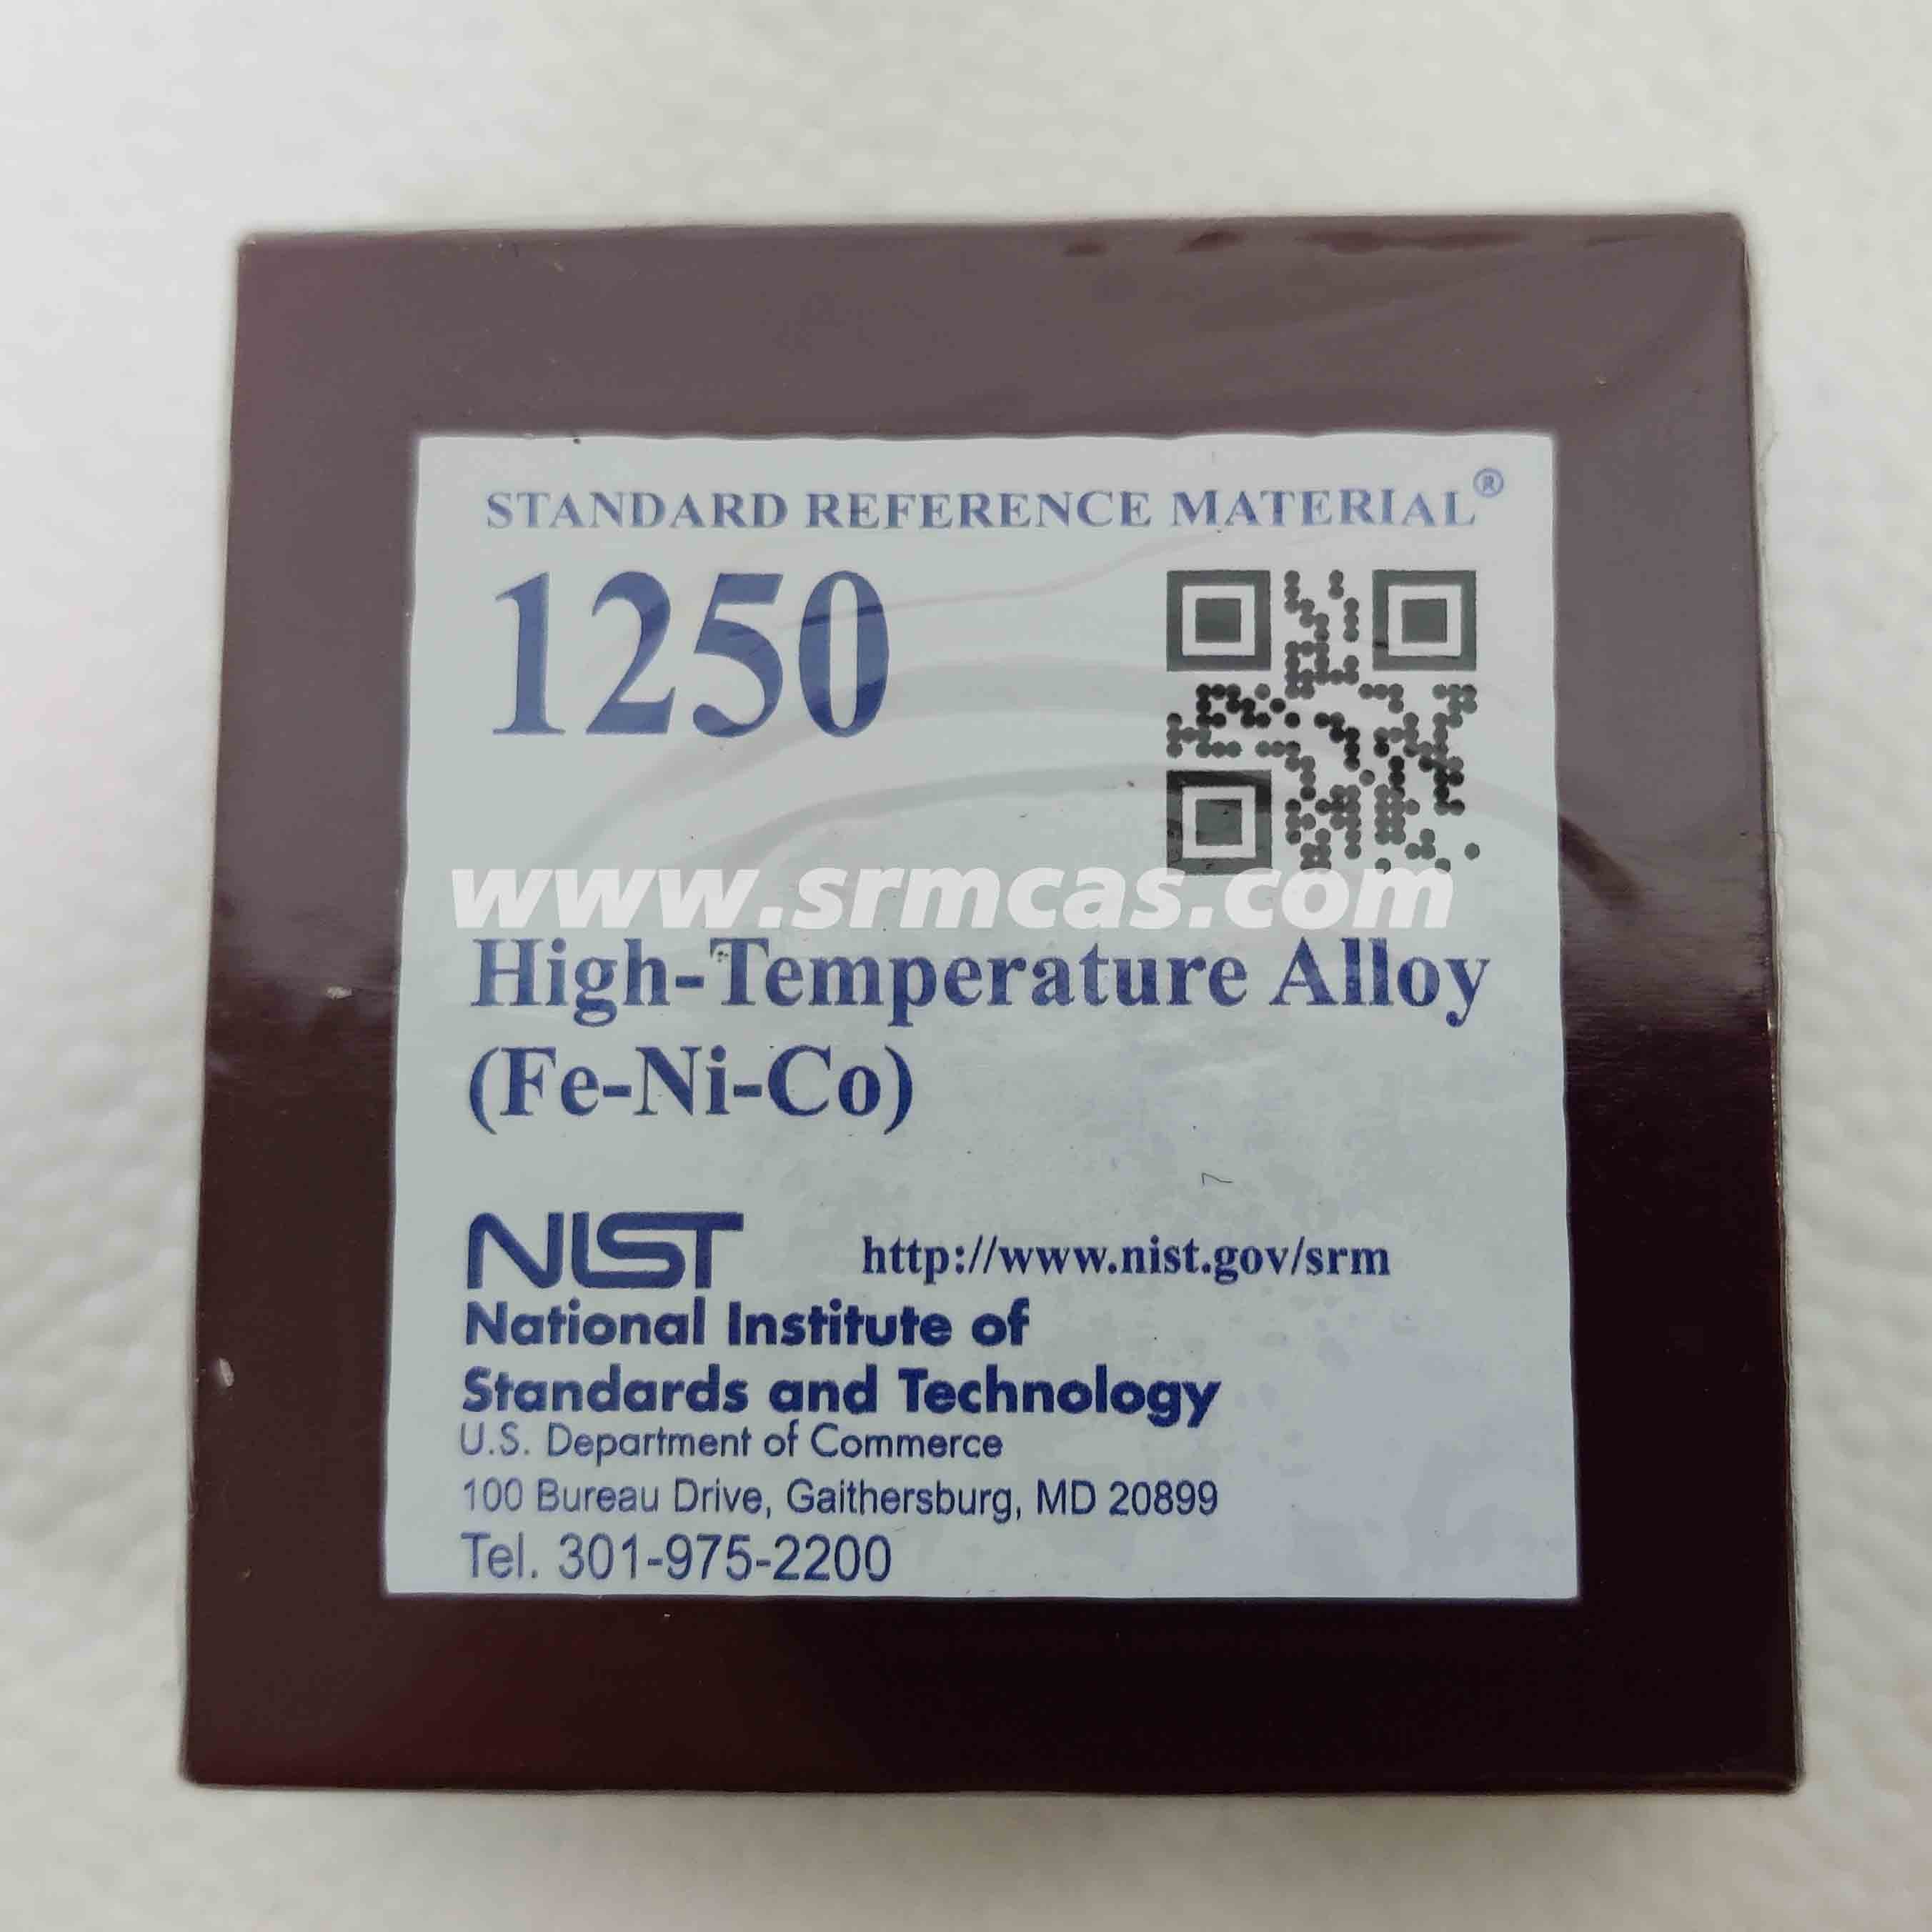 STANDARD REFERENCE MATERIAL®
1250
www.srmcas.com
High-Temperature Alloy
(Fe-Ni-Co)
NIST
http://www.nist.gov/srm
National Institute of
Standards and Technology
U.S. Department of Commerce
100 Bureau Drive, Gaithersburg, MD 20899
Tel. 301-975-2200